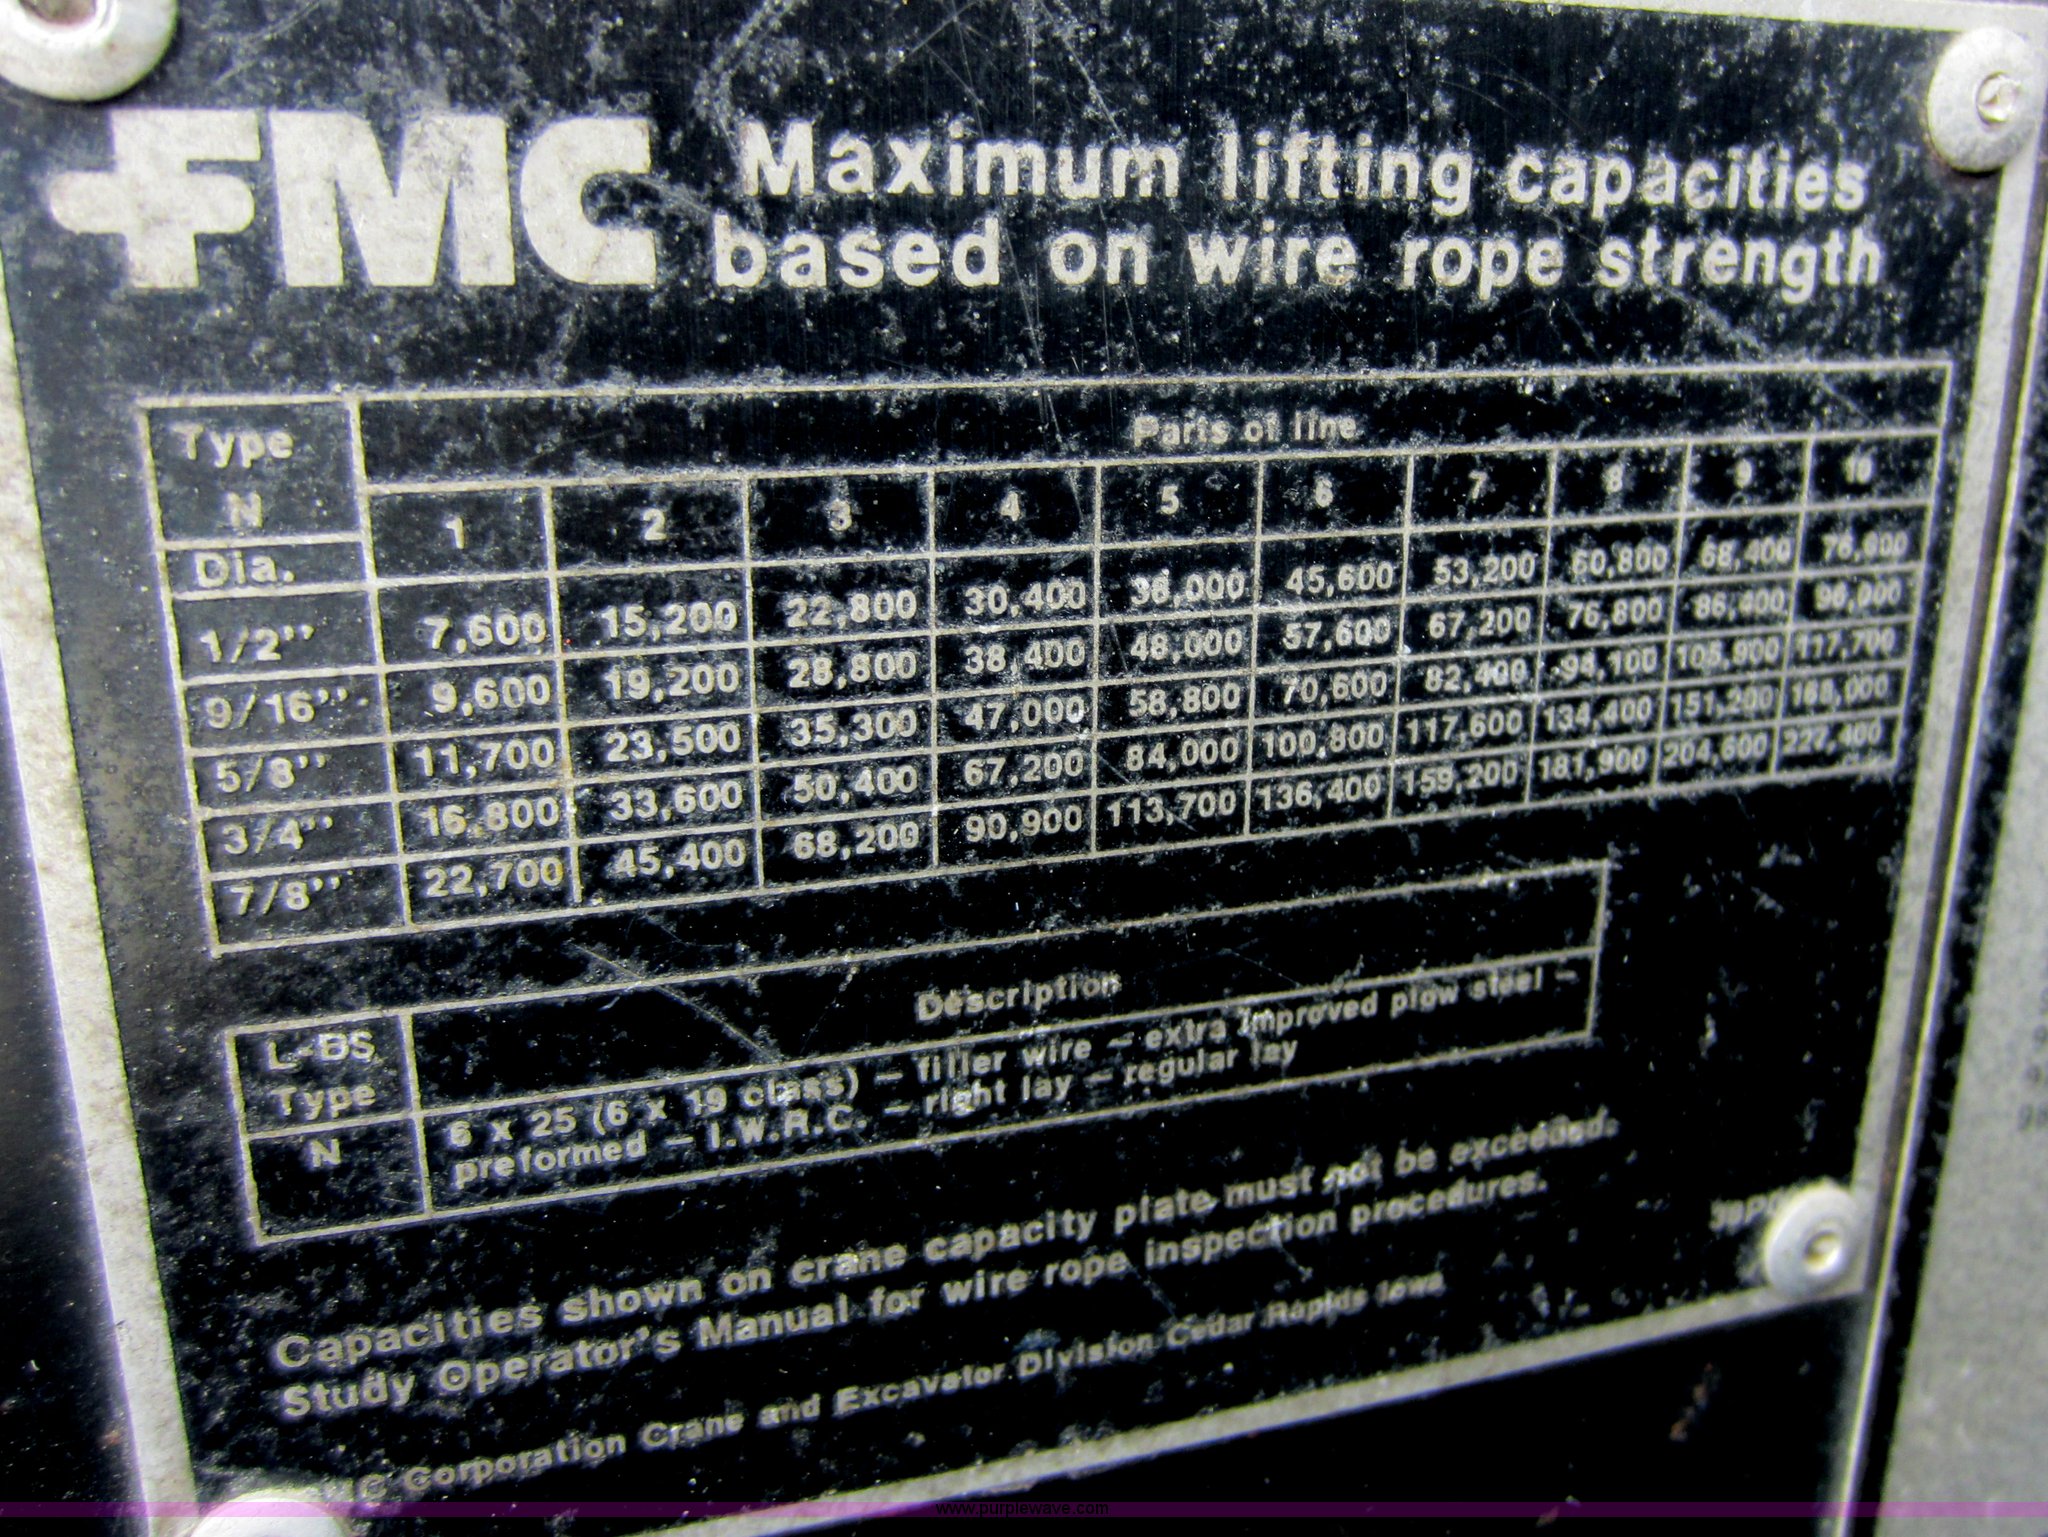 FMC
Maximum lifting capacities
based on wire rope strength
Type N Parts of line
Dia. 1 2 3 4 5 6 7 8 9 10
1/2" 7,600 15,200 22,800 30,400 38,000 45,600 53,200 60,800 68,400 76,000
9/16" 9,600 19,200 28,800 38,400 48,000 57,600 67,200 76,800 86,400 96,000
5/8" 11,700 23,500 35,300 47,000 58,800 70,600 82,400 94,100 105,900 117,700
3/4" 16,800 33,600 50,400 67,200 84,000 100,800 117,600 134,400 151,200 168,000
7/8" 22,700 45,400 68,200 90,900 113,700 136,400 159,200 181,900 204,600 227,400
L-BS Type Description
N 6 x 25 (6 x 19 class) – filler wire – extra improved plow steel –
preformed – I.W.R.C. – right lay – regular lay
Capacities shown on crane capacity plate must not be exceeded.
Study Operator's Manual for wire rope inspection procedures.
Corporation Crane and Excavator Division Cedar Rapids Iowa
www.purplewave.com